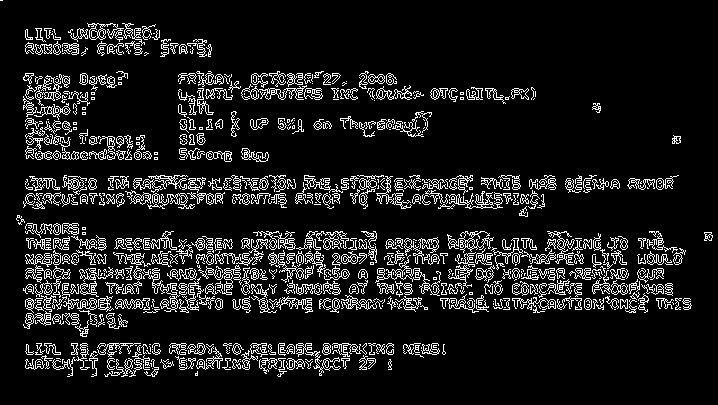 LITL UNCOVERED!
RUMORS, FACTS, STATS!
Trade Date: FRIDAY, OCTOBER 27, 2006
Company: L INTL COMPUTERS INC (Other OTC:LITL.PK)
Symbol: LITL
Price: $1.14 UP 5%! on Thursday
5-day Target: $16
Recommendation: Strong Buy
LITL DID IN FACT GET LISTED ON THE STOCK EXCHANGE. THIS HAS BEEN A RUMOR
CIRCULATING AROUND FOR MONTHS PRIOR TO THE ACTUAL LISTING!
RUMORS:
THERE HAS RECENTLY BEEN RUMORS FLOATING AROUND ABOUT LITL MOVING TO THE
NASDAQ IN THE NEXT MONTHS, BEFORE 2007! IF THAT WERE TO HAPPEN LITL WOULD
REACH NEW HIGHS AND POSSIBLY TOP A SHARE. WE DO HOWEVER REMIND OUR
AUDIENCE THAT THESE ARE ONLY RUMORS AT THIS POINT. NO CONCRETE PROOF HAS
BEEN MADE AVAILABLE TO US BY THE COMPANY YET. TRADE WITH CAUTION ONCE THIS
BREAKS
LITL IS GETTING READY TO RELEASE BREAKING NEWS!
WATCH IT CLOSELY STARTING FRIDAY OCT 27 !